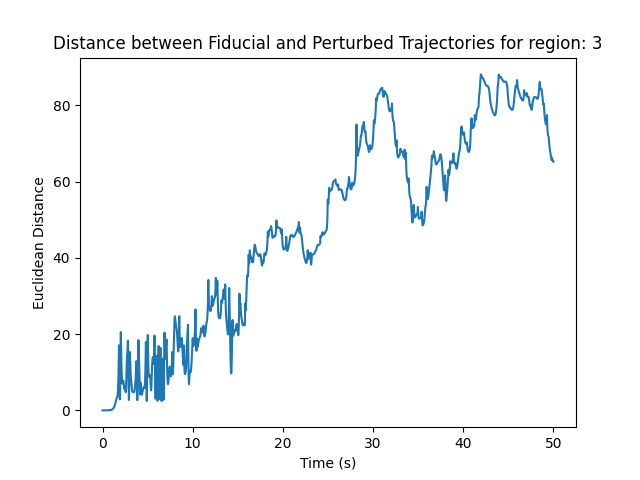 Distance between Fiducial and Perturbed Trajectories for region: 3
Euclidean Distance
80
60
40
20
0
0 10 20 30 40 50
Time (s)